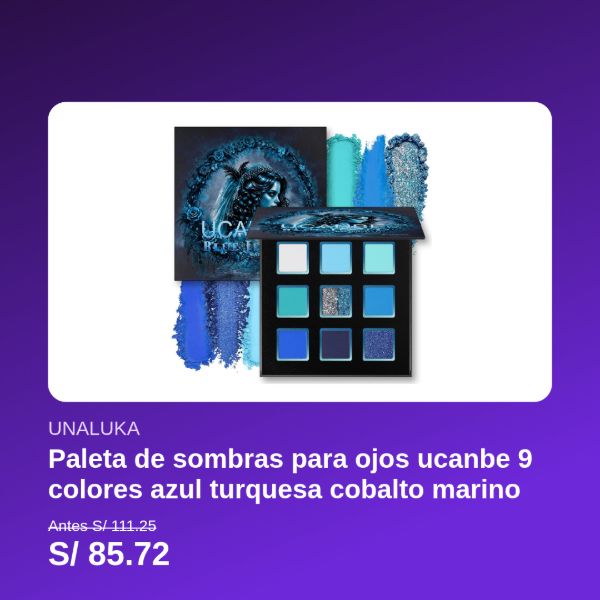 UNALUKA
Paleta de sombras para ojos ucanbe 9
colores azul turquesa cobalto marino
Antes S/ 111.25
S/ 85.72